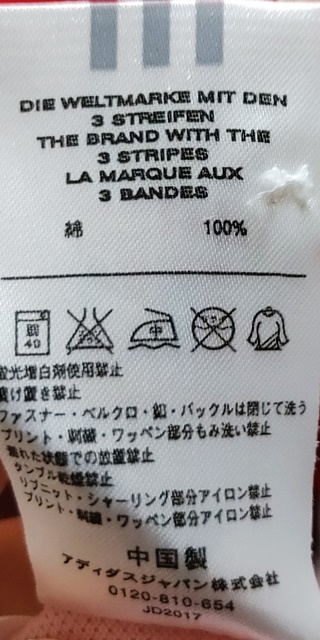 DIE WELTMARKE MIT DEN
3 STREIFEN
THE BRAND WITH THE
3 STRIPES
LA MARQUE AUX
3 BANDES
綿 100%
弱 40 中
蛍光増白剤使用禁止
漬け置き禁止
ファスナー・ベルクロ・釦・バックルは閉じて洗う
プリント・刺繍・ワッペン部分もみ洗い禁止
濡れた状態での放置禁止
タンブル乾燥禁止
リブニット・シャーリング部分アイロン禁止
プリント・刺繍・ワッペン部分アイロン禁止
中国製
アディダスジャパン株式会社
0120-810-654
JD2017